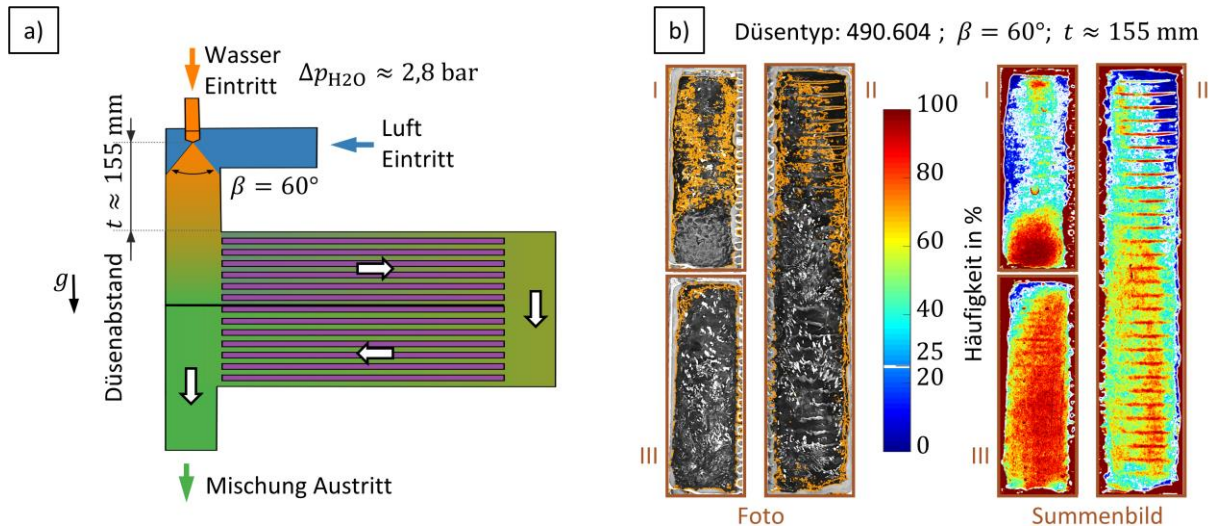 a)
Wasser
Eintritt
Δp_H2O ≈ 2,8 bar
Luft
Eintritt
β = 60°
t ≈ 155 mm
Düsenabstand
g
Mischung Austritt
b)
Düsentyp: 490.604 ; β = 60°; t ≈ 155 mm
I
II
III
Foto
100
80
60
40
20
0
Häufigkeit in %
I
II
III
Summenbild